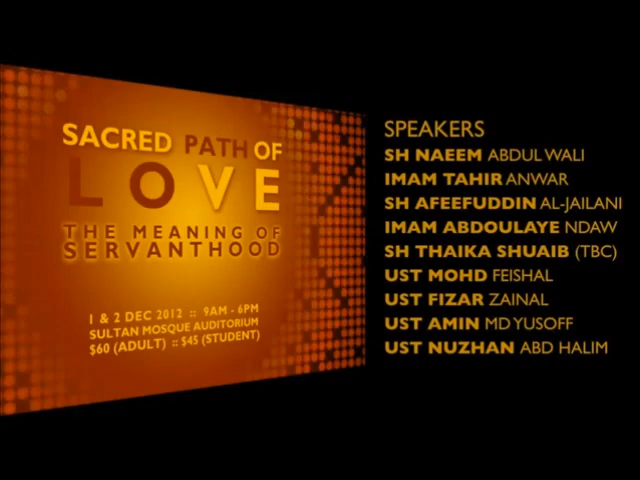 SACRED PATH OF
LOVE
THE MEANING OF
SERVANTHOOD
1 & 2 DEC 2012 :: 9AM - 6PM
SULTAN MOSQUE AUDITORIUM
$60 (ADULT) :: $45 (STUDENT)
SPEAKERS
SH NAEEM ABDUL WALI
IMAM TAHIR ANWAR
SH AFEEFUDDIN AL-JAILANI
IMAM ABDOULAYE NDAW
SH THAIKA SHUAIB (TBC)
UST MOHD FEISHAL
UST FIZAR ZAINAL
UST AMIN MD YUSOFF
UST NUZHAN ABD HALIM